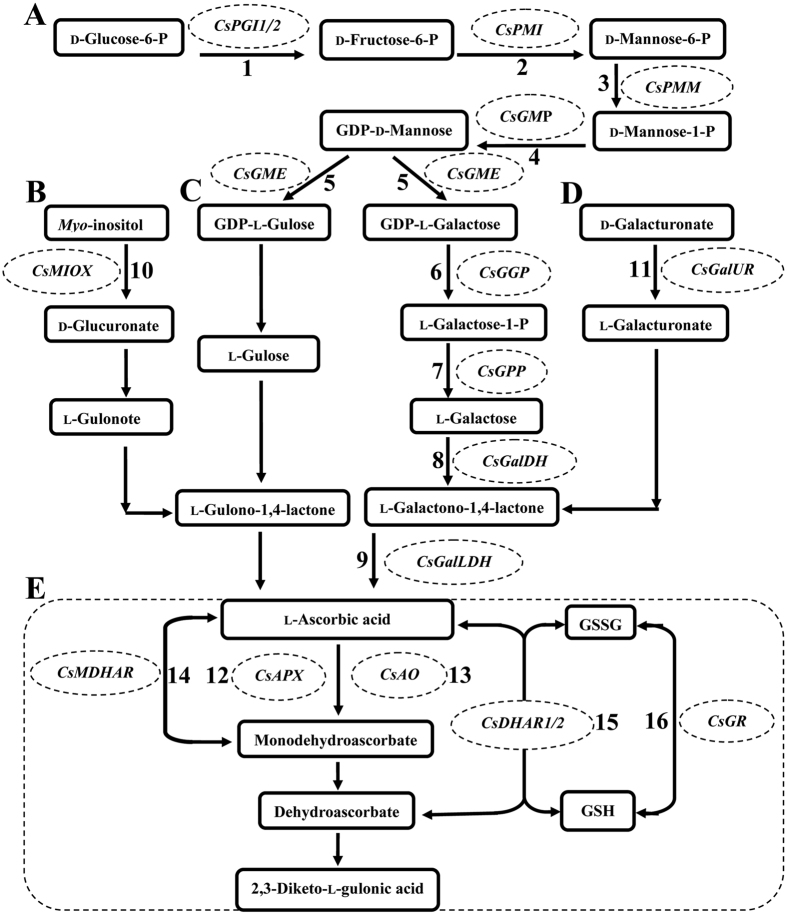 A
CsPGI1/2
CsPMI
D-Glucose-6-P
D-Fructose-6-P
D-Mannose-6-P
1
2
3
CsPMM
CsGMP
GDP-D-Mannose
D-Mannose-1-P
4
CsGME
5
5
CsGME
B
C
D
Myo-inositol
GDP-L-Gulose
GDP-L-Galactose
D-Galacturonate
CsMIOX
10
6
CsGGP
11
CsGalUR
D-Glucuronate
L-Galactose-1-P
L-Galacturonate
L-Gulose
7
CsGPP
L-Gulonote
L-Galactose
8
CsGalDH
L-Gulono-1,4-lactone
L-Galactono-1,4-lactone
9
CsGalLDH
E
L-Ascorbic acid
GSSG
CsMDHAR
14
12
CsAPX
CsAO
13
CsDHAR1/2
15
16
CsGR
Monodehydroascorbate
Dehydroascorbate
GSH
2,3-Diketo-L-gulonic acid